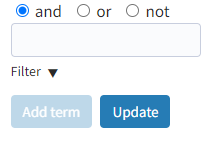 and or not
Filter ▼
Add term Update